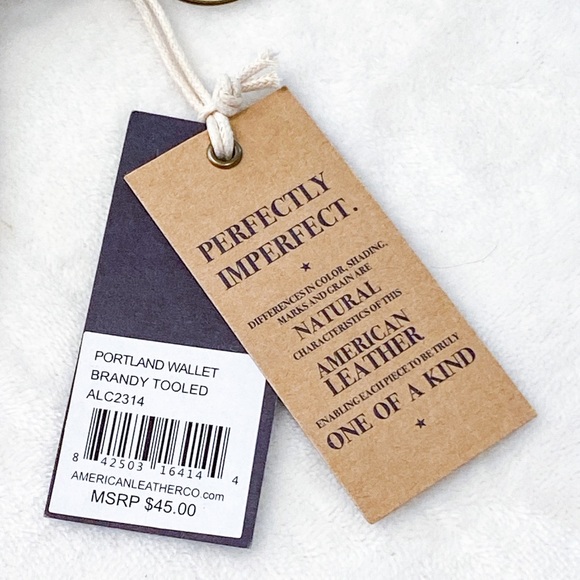 PERFECTLY
IMPERFECT.
DIFFERENCES IN COLOR, SHADING,
MARKS AND GRAIN ARE
NATURAL
CHARACTERISTICS OF THIS
AMERICAN
LEATHER
ENABLING EACH PIECE TO BE TRULY
ONE OF A KIND
PORTLAND WALLET
BRANDY TOOLED
ALC2314
8 42503 16414 4
AMERICANLEATHERCO.com
MSRP $45.00